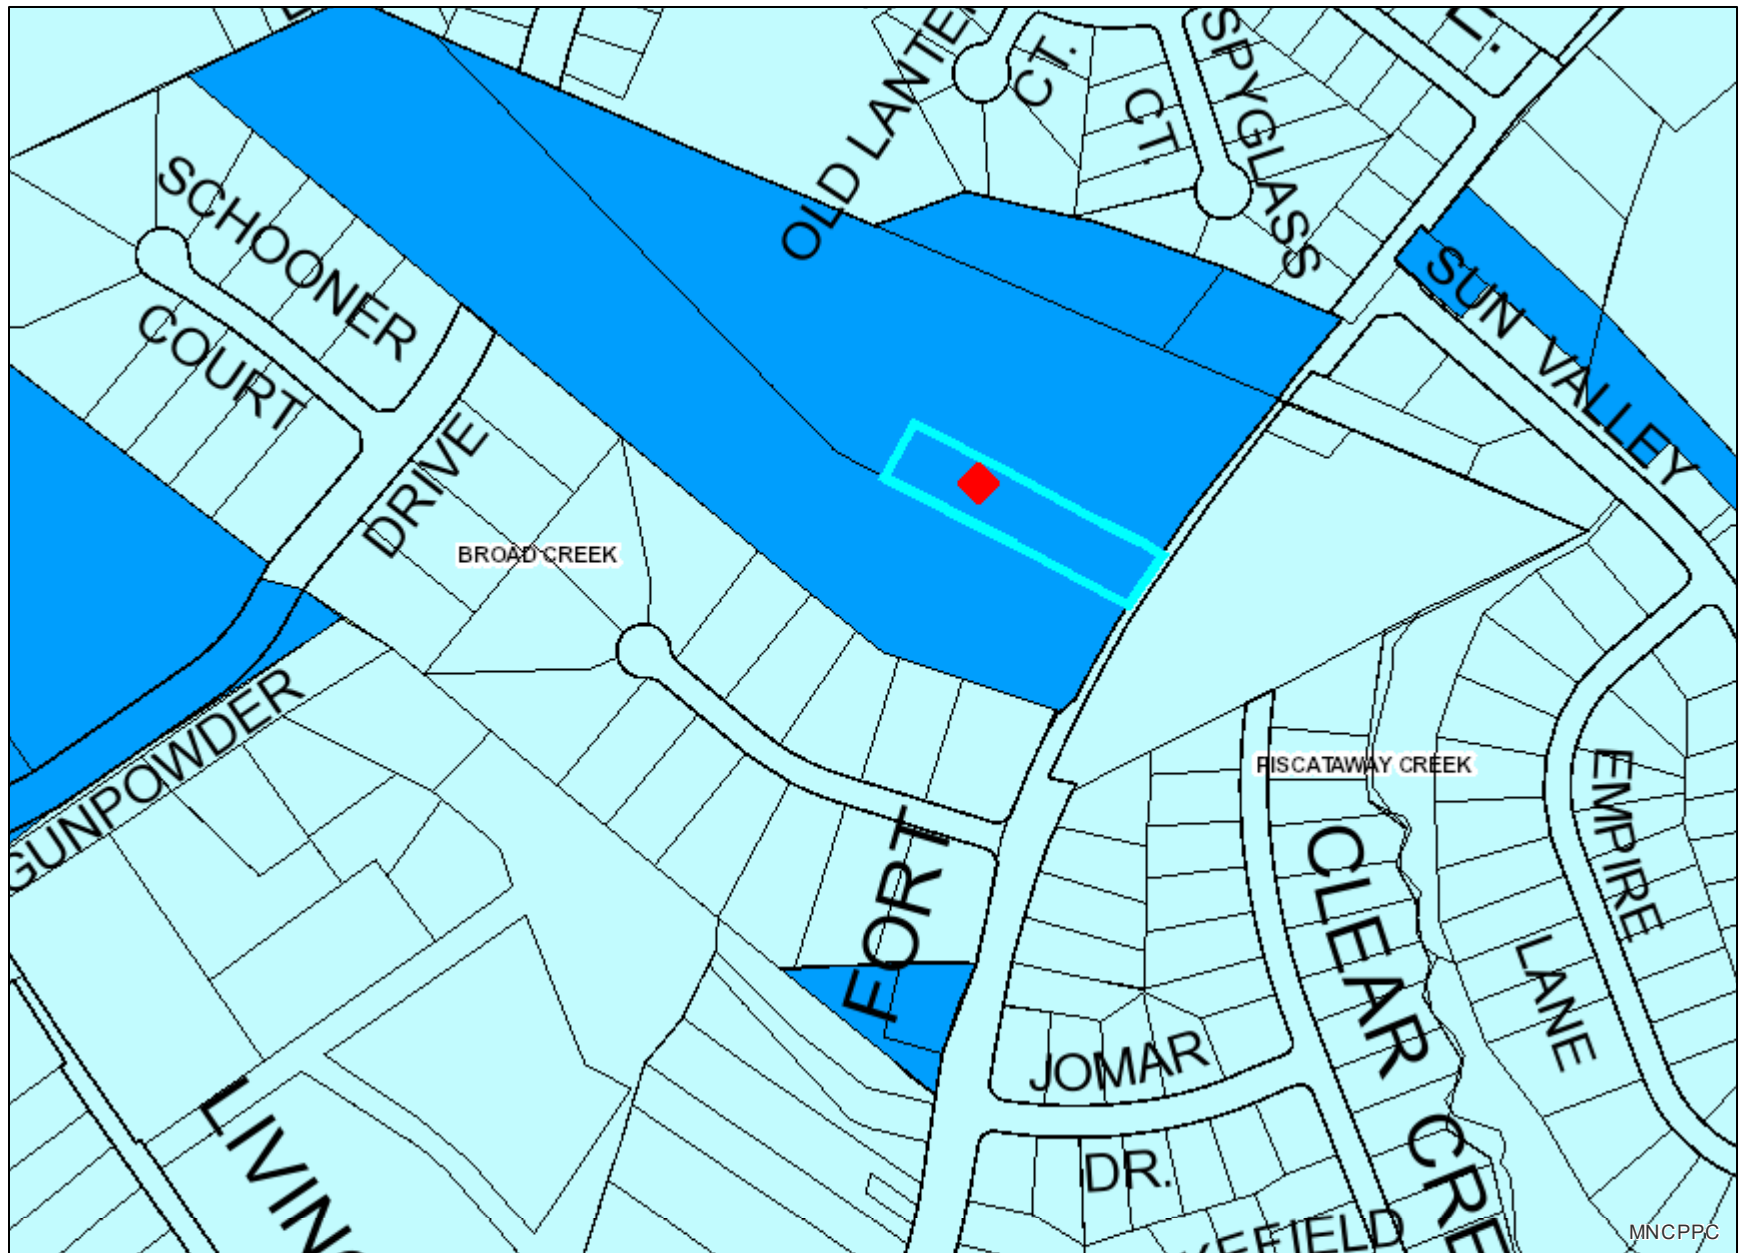 OLD LANTE
CT.
SPYGLASS
CT.
T.
SCHOONER
COURT
DRIVE
SUN VALLEY
BROAD CREEK
GUNPOWDER
PISCATAWAY CREEK
EMPIRE
LANE
FORT
CLEAR CRE
JOMAR
DR.
LIVING
KEFIELD
MNCPPC